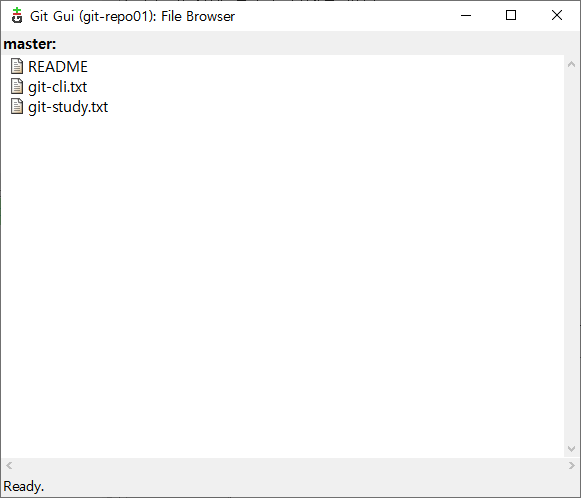 Git Gui (git-repo01): File Browser
master:
README
git-cli.txt
git-study.txt
Ready.